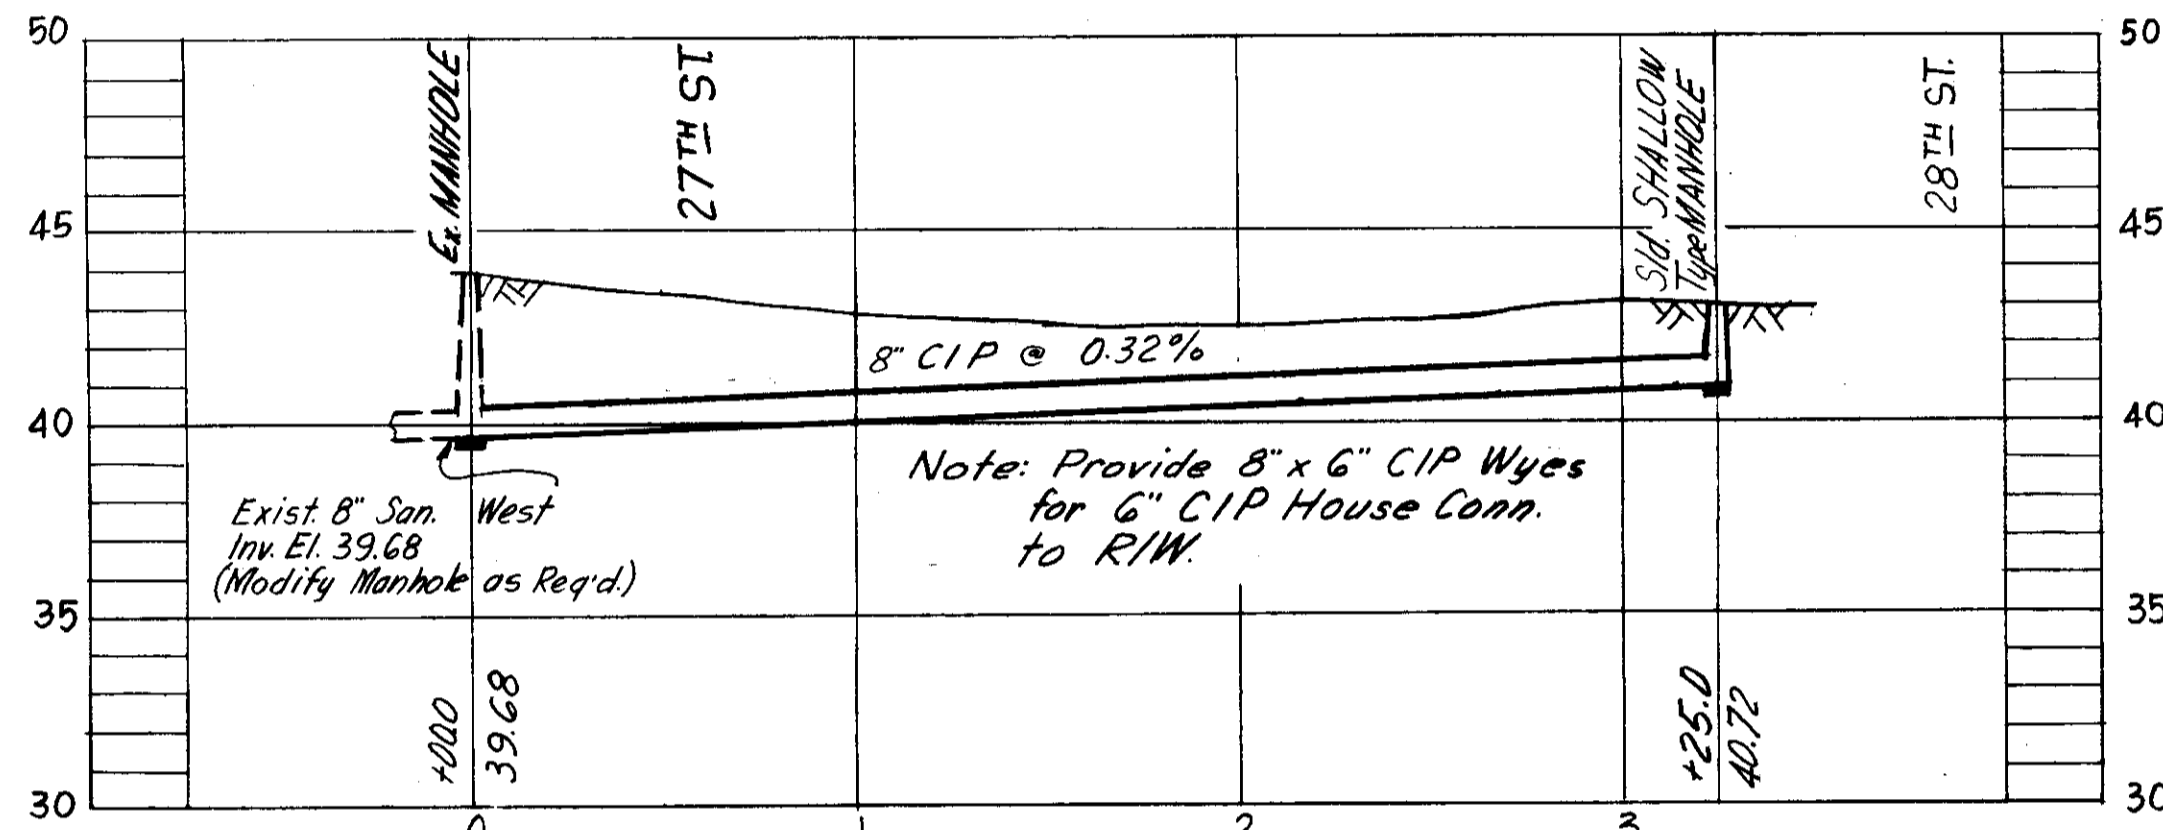 50
50
Ex. MANHOLE
27TH ST.
Std. SHALLOW
Type MANHOLE
28TH ST.
45
45
8" CIP @ 0.32%
40
40
Note: Provide 8" x 6" CIP Wyes
for 6" CIP House Conn.
to R/W.
Exist. 8" San. West
Inv. El. 39.68
(Modify Manhole as Req'd.)
35
35
+00.0
39.68
+25.0
40.72
30
30
0
1
2
3